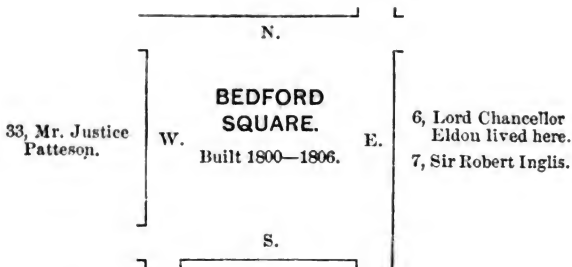 N.
BEDFORD
SQUARE.
Built 1800—1806.
33, Mr. Justice
Patteson.
W.
E.
6, Lord Chancellor
Eldon lived here.
7, Sir Robert Inglis.
S.